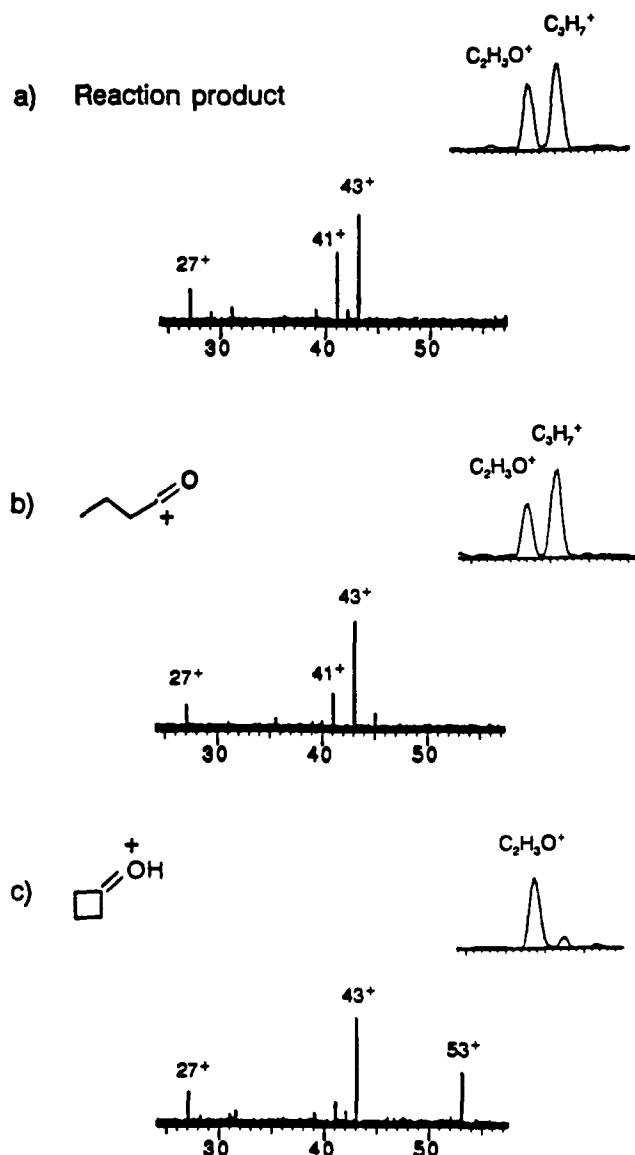 C₃H₇⁺
C₂H₃O⁺
a) Reaction product
43⁺
41⁺
27⁺
30 40 50
C₃H₇⁺
C₂H₃O⁺
b) O
+
43⁺
41⁺
27⁺
30 40 50
+
OH
C₂H₃O⁺
c)
43⁺
53⁺
27⁺
30 40 50